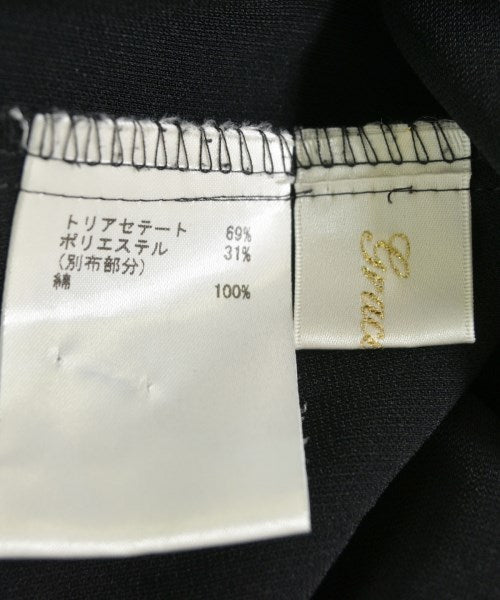 トリアセテート 69%
ポリエステル 31%
(別布部分)
綿 100%